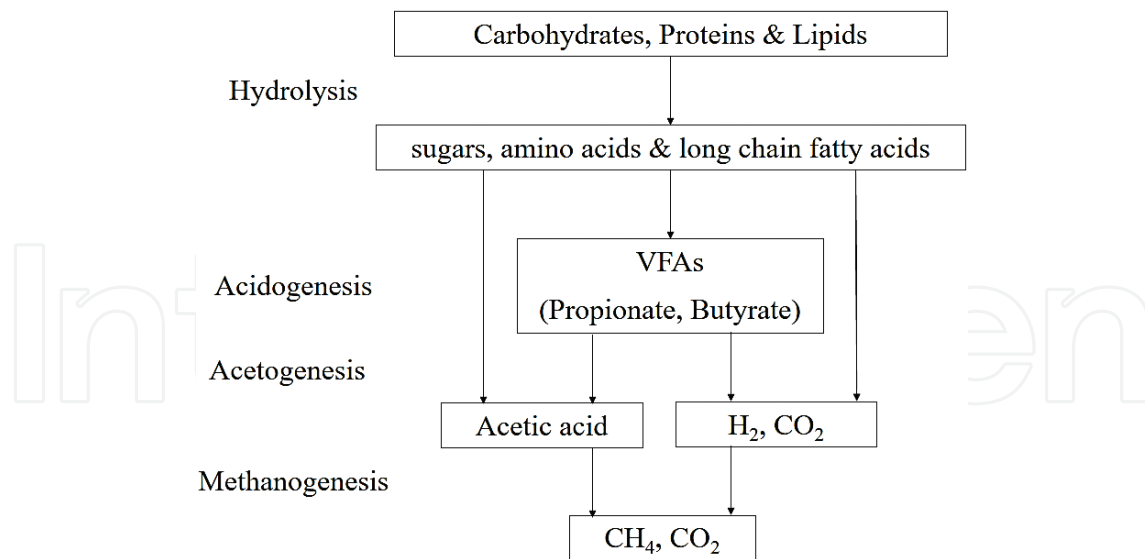 Carbohydrates, Proteins & Lipids
Hydrolysis
sugars, amino acids & long chain fatty acids
VFAs
(Propionate, Butyrate)
Acidogenesis
Acetogenesis
Acetic acid
H₂, CO₂
Methanogenesis
CH₄, CO₂